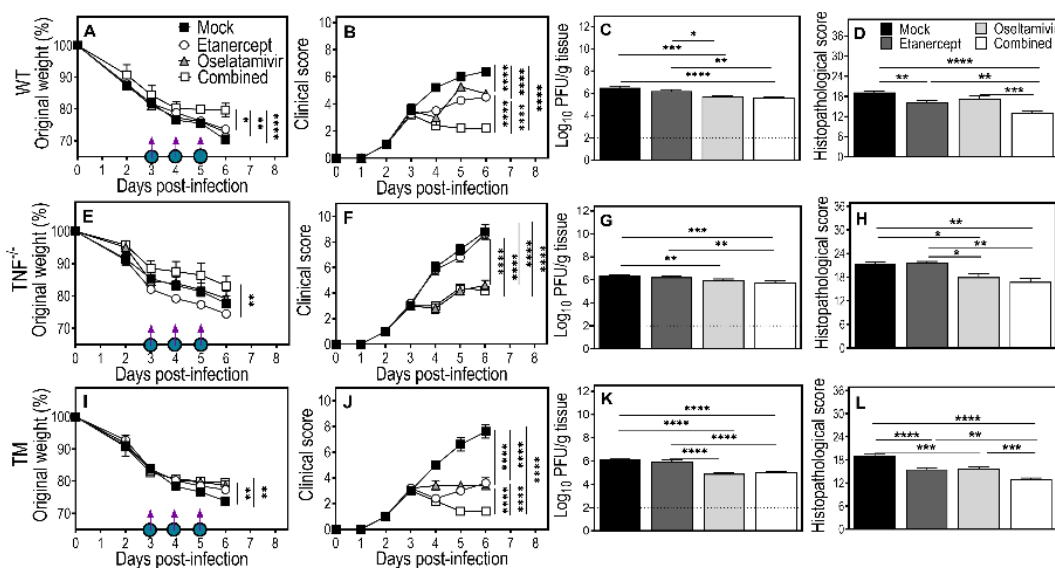 A
Original weight (%)
WT
100
90
80
70
0 1 2 3 4 5 6 7 8
Days post-infection
Mock
Etanercept
Oselatamivir
Combined
*
**
****
B
Clinical score
10
8
6
4
2
0
0 1 2 3 4 5 6 7 8
Days post-infection
****
****
****
****
****
C
Log10 PFU/g tissue
12
10
8
6
4
2
0
*
***
**
****
D
Histopathological score
36
30
24
18
12
6
0
Mock
Etanercept
Oseltamivir
Combined
****
** **
***
E
Original weight (%)
TNF-/-
100
90
80
70
0 1 2 3 4 5 6 7 8
Days post-infection
**
F
Clinical score
10
8
6
4
2
0
0 1 2 3 4 5 6 7 8
Days post-infection
****
****
****
****
G
Log10 PFU/g tissue
12
10
8
6
4
2
0
***
**
**
H
Histopathological score
36
30
24
18
12
6
0
**
*
**
*
I
Original weight (%)
TM
100
90
80
70
0 1 2 3 4 5 6 7 8
Days post-infection
**
**
J
Clinical score
10
8
6
4
2
0
0 1 2 3 4 5 6 7 8
Days post-infection
****
****
****
****
****
K
Log10 PFU/g tissue
12
10
8
6
4
2
0
****
****
****
****
L
Histopathological score
****
**** **
*** ***